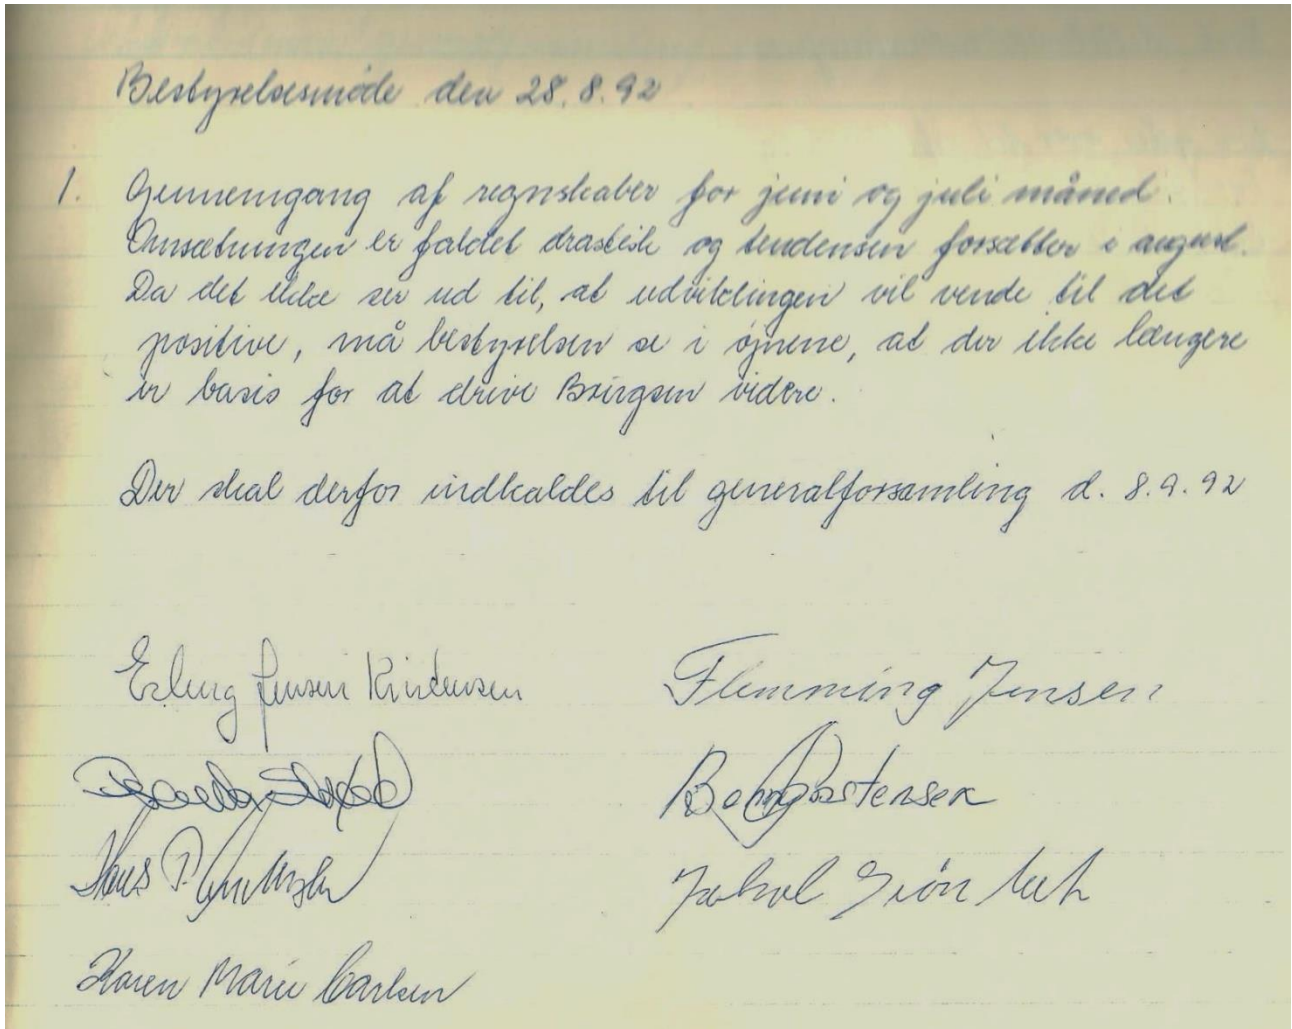 Bestyrelsesmøde den 28.8.92
1. Gennemgang af regnskaber for juni og juli måned.
Omsætningen er faldet drastisk og tendensen forsætter i august.
Da det ikke ser ud til, at udviklingen vil vende til det
positive, må bestyrelsen se i øjnene, at der ikke længere
er basis for at drive Brugsen videre.
Der skal derfor indkaldes til generalforsamling d. 8.9.92
Erling Jensen Kristensen
Flemming Jensen
Hans P.
Karen Marie Carlsen